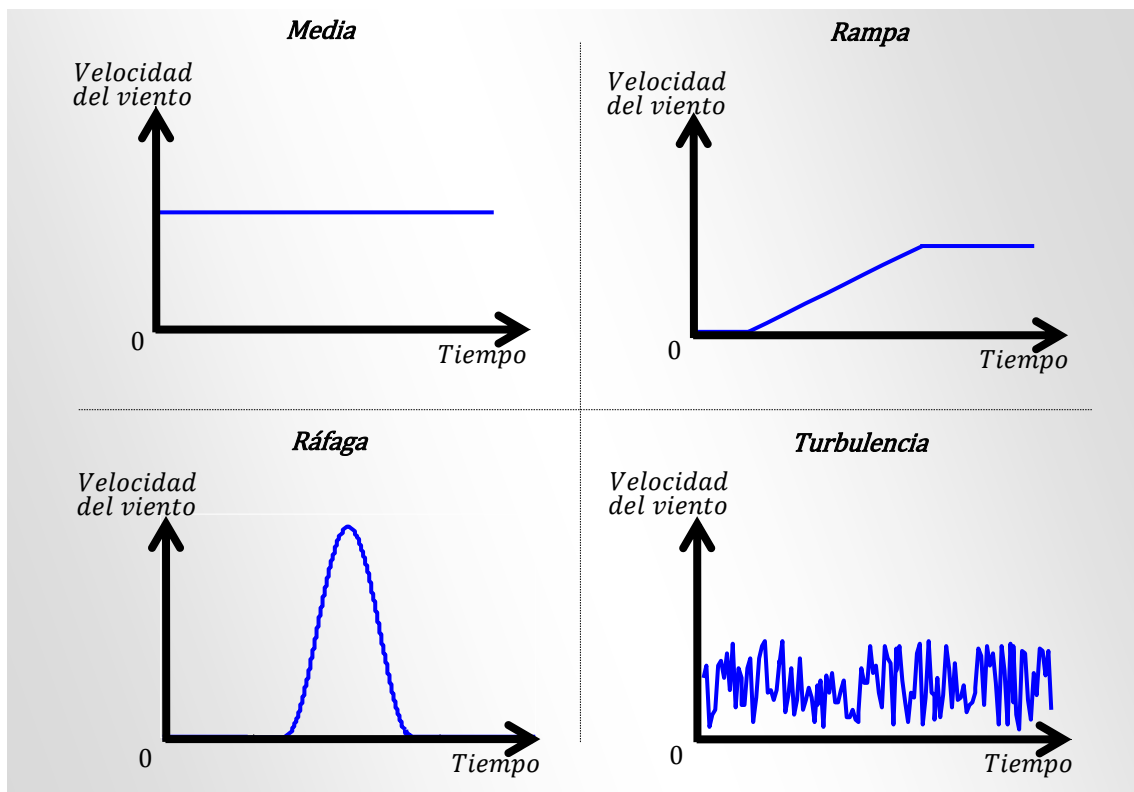 Media
Velocidad
del viento
0
Tiempo
Rampa
Velocidad
del viento
0
Tiempo
Ráfaga
Velocidad
del viento
0
Tiempo
Turbulencia
Velocidad
del viento
0
Tiempo